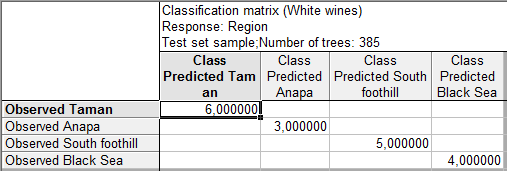 Classification matrix (White wines)
Response: Region
Test set sample;Number of trees: 385
Class Class Class Class
Predicted Tam Predicted Predicted South Predicted
an Anapa foothill Black Sea
Observed Taman 6,000000
Observed Anapa 3,000000
Observed South foothill 5,000000
Observed Black Sea 4,000000